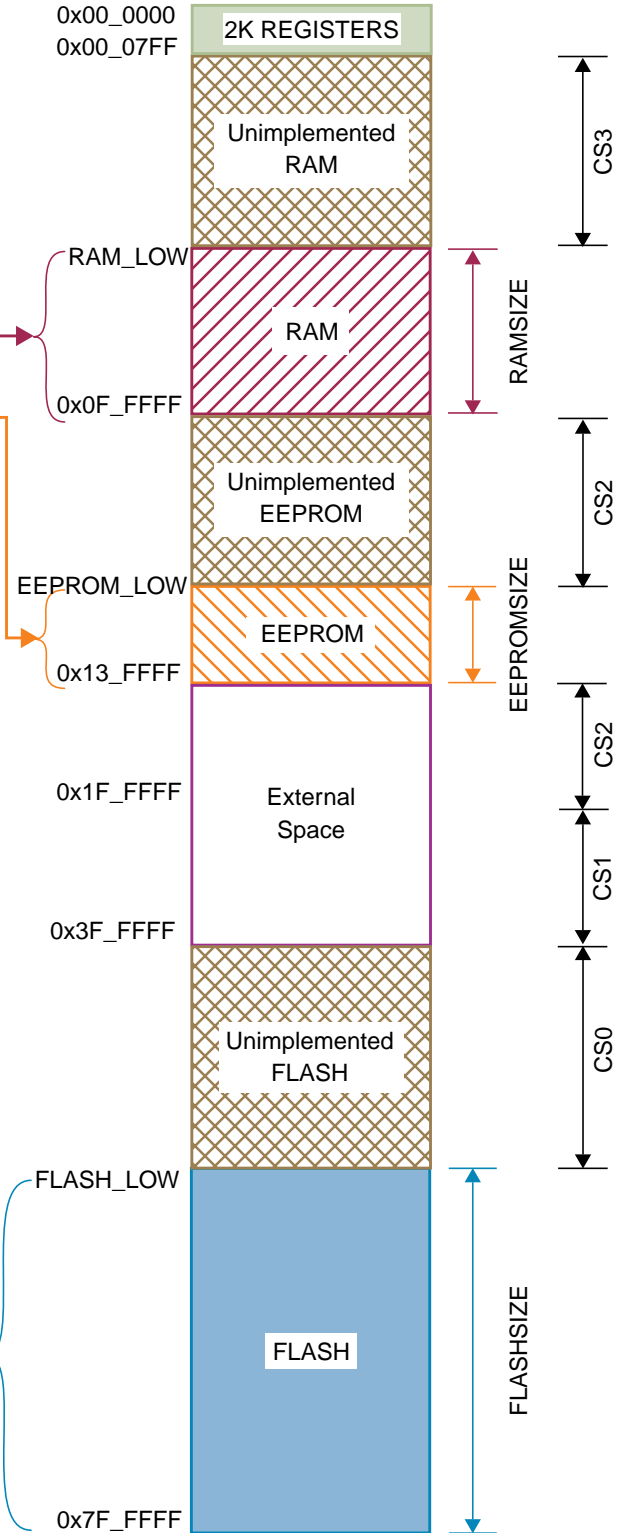 0x00_0000
2K REGISTERS
0x00_07FF
Unimplemented
RAM
CS3
RAM_LOW
RAM
RAMSIZE
0x0F_FFFF
Unimplemented
EEPROM
CS2
EEPROM_LOW
EEPROM
EEPROMSIZE
0x13_FFFF
CS2
0x1F_FFFF
External
Space
CS1
0x3F_FFFF
Unimplemented
FLASH
CS0
FLASH_LOW
FLASH
FLASHSIZE
0x7F_FFFF